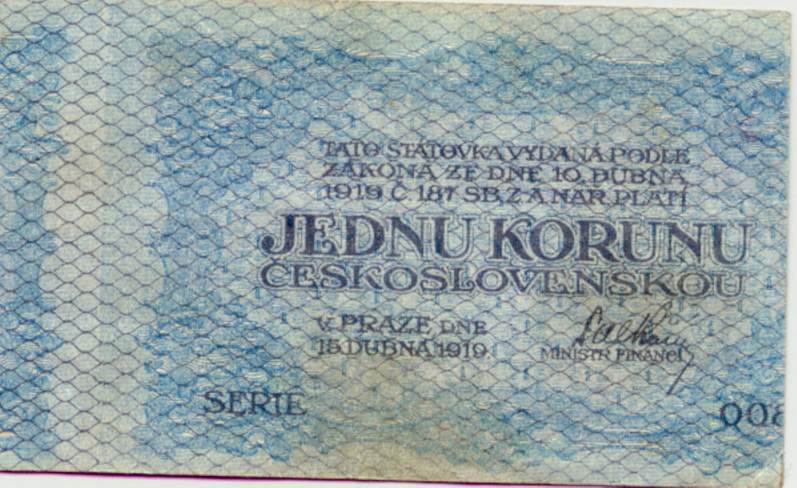 TATO STÁTOVKA VYDANÁ PODLE
ZÁKONA ZE DNE 10. DUBNA
1919 Č. 187 SB. Z. A NAR. PLATÍ
JEDNU KORUNU
ČESKOSLOVENSKOU
V PRAZE DNE
15. DUBNA 1919.
MINISTR FINANCÍ
SERIE
008